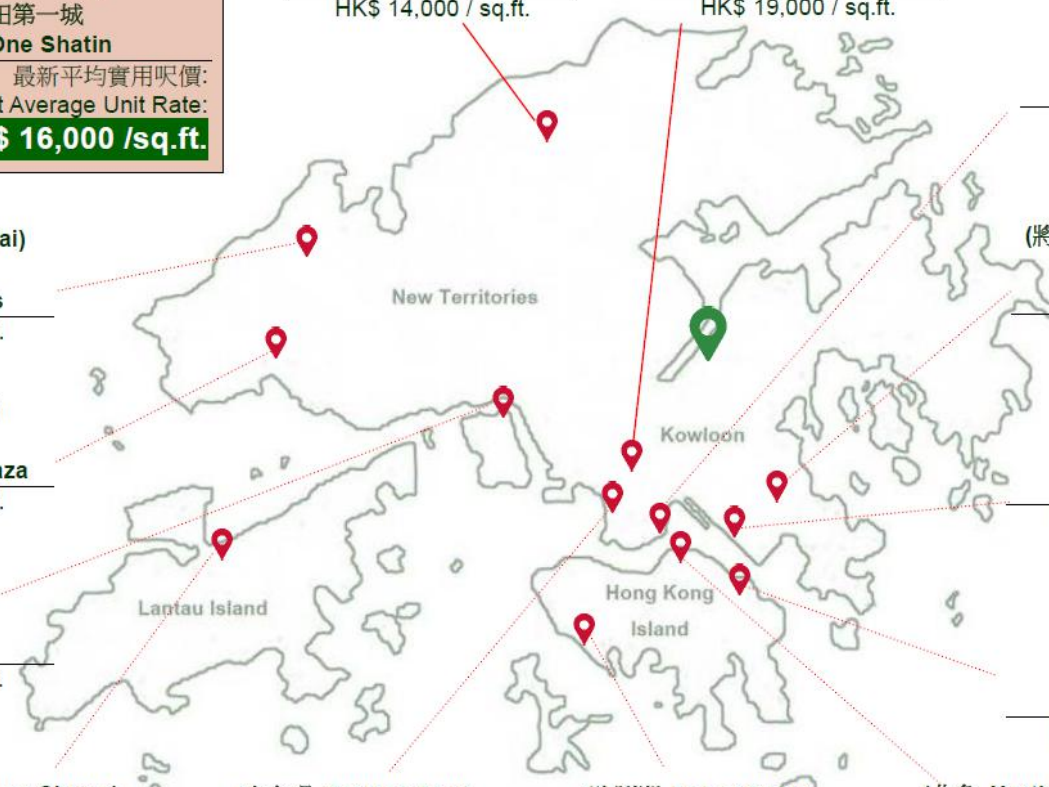 HK$ 14,000 / sq.ft.
HK$ 19,000 / sq.ft.
田第一城
One Shatin
最新平均實用呎價:
Average Unit Rate:
$ 16,000 /sq.ft.
ai)
(將
s
New Territories
Kowloon
aza
Lantau Island
Hong Kong
Island